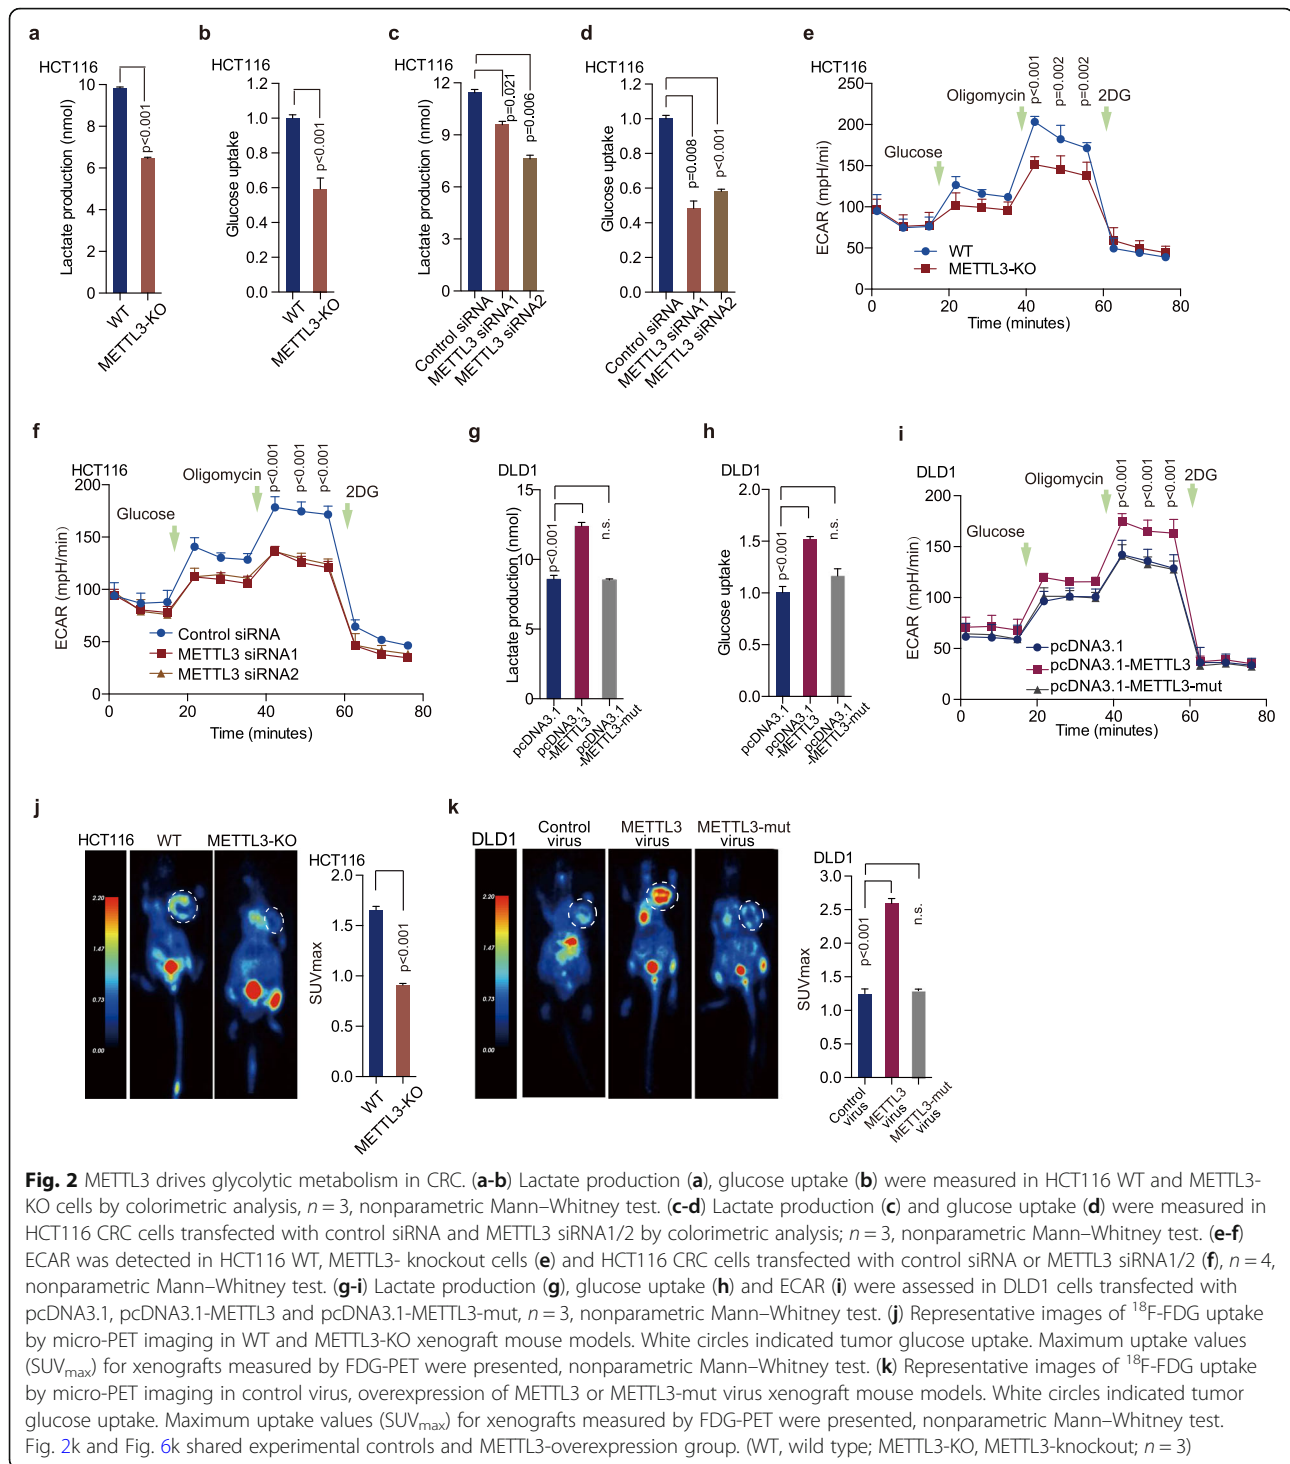 a
HCT116
Lactate production (nmol)
10
8
6
4
2
0
p<0.001
WT
METTL3-KO
b
HCT116
Glucose uptake
1.2
1.0
0.8
0.6
0.4
0.2
0.0
p<0.001
WT
METTL3-KO
c
HCT116
Lactate production (nmol)
12
9
6
3
0
p=0.021
p=0.006
Control siRNA
METTL3 siRNA1
METTL3 siRNA2
d
HCT116
Glucose uptake
1.2
1.0
0.8
0.6
0.4
0.2
0.0
p=0.008
p<0.001
Control siRNA
METTL3 siRNA1
METTL3 siRNA2
e
HCT116
ECAR (mpH/mi)
250
200
150
100
50
0
Glucose
Oligomycin
p<0.001
p=0.002
p=0.002
2DG
WT
METTL3-KO
0 20 40 60 80
Time (minutes)
f
HCT116
ECAR (mpH/min)
200
150
100
50
0
Glucose
Oligomycin
p<0.001
p<0.001
p<0.001
2DG
Control siRNA
METTL3 siRNA1
METTL3 siRNA2
0 20 40 60 80
Time (minutes)
g
DLD1
Lactate production (nmol)
15
10
5
0
p<0.001
n.s.
pcDNA3.1
pcDNA3.1
-METTL3
pcDNA3.1
-METTL3-mut
h
DLD1
Glucose uptake
2.0
1.5
1.0
0.5
0.0
p<0.001
n.s.
pcDNA3.1
pcDNA3.1
-METTL3
pcDNA3.1
-METTL3-mut
i
DLD1
ECAR (mpH/min)
200
150
100
50
0
Glucose
Oligomycin
p<0.001
p<0.001
p<0.001
2DG
pcDNA3.1
pcDNA3.1-METTL3
pcDNA3.1-METTL3-mut
0 20 40 60 80
Time (minutes)
j
HCT116
WT
METTL3-KO
2.20
1.47
0.73
0.00
HCT116
SUVmax
2.0
1.5
1.0
0.5
0.0
p<0.001
WT
METTL3-KO
k
DLD1
Control
virus
METTL3
virus
METTL3-mut
virus
2.20
1.47
0.73
0.00
DLD1
SUVmax
3.0
2.5
2.0
1.5
1.0
0.5
0.0
p<0.001
n.s.
Control
virus
METTL3
virus
METTL3-mut
virus
Fig. 2 METTL3 drives glycolytic metabolism in CRC. (a-b) Lactate production (a), glucose uptake (b) were measured in HCT116 WT and METTL3-
KO cells by colorimetric analysis, n = 3, nonparametric Mann–Whitney test. (c-d) Lactate production (c) and glucose uptake (d) were measured in
HCT116 CRC cells transfected with control siRNA and METTL3 siRNA1/2 by colorimetric analysis; n = 3, nonparametric Mann–Whitney test. (e-f)
ECAR was detected in HCT116 WT, METTL3- knockout cells (e) and HCT116 CRC cells transfected with control siRNA or METTL3 siRNA1/2 (f), n = 4,
nonparametric Mann–Whitney test. (g-i) Lactate production (g), glucose uptake (h) and ECAR (i) were assessed in DLD1 cells transfected with
pcDNA3.1, pcDNA3.1-METTL3 and pcDNA3.1-METTL3-mut, n = 3, nonparametric Mann–Whitney test. (j) Representative images of 18F-FDG uptake
by micro-PET imaging in WT and METTL3-KO xenograft mouse models. White circles indicated tumor glucose uptake. Maximum uptake values
(SUVmax) for xenografts measured by FDG-PET were presented, nonparametric Mann–Whitney test. (k) Representative images of 18F-FDG uptake
by micro-PET imaging in control virus, overexpression of METTL3 or METTL3-mut virus xenograft mouse models. White circles indicated tumor
glucose uptake. Maximum uptake values (SUVmax) for xenografts measured by FDG-PET were presented, nonparametric Mann–Whitney test.
Fig. 2k and Fig. 6k shared experimental controls and METTL3-overexpression group. (WT, wild type; METTL3-KO, METTL3-knockout; n = 3)